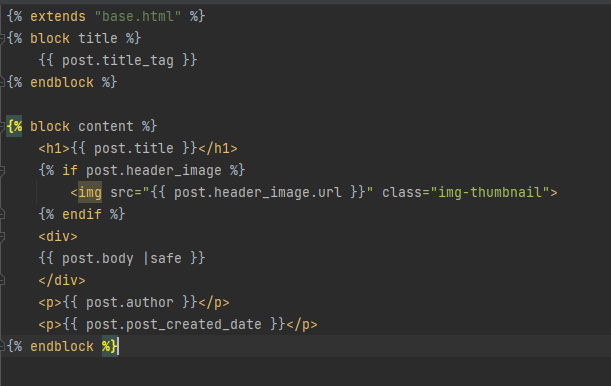 {% extends "base.html" %}
{% block title %}
    {{ post.title_tag }}
{% endblock %}

{% block content %}
    <h1>{{ post.title }}</h1>
    {% if post.header_image %}
        <img src="{{ post.header_image.url }}" class="img-thumbnail">
    {% endif %}
    <div>
    {{ post.body |safe }}
    </div>
    <p>{{ post.author }}</p>
    <p>{{ post.post_created_date }}</p>
{% endblock %}